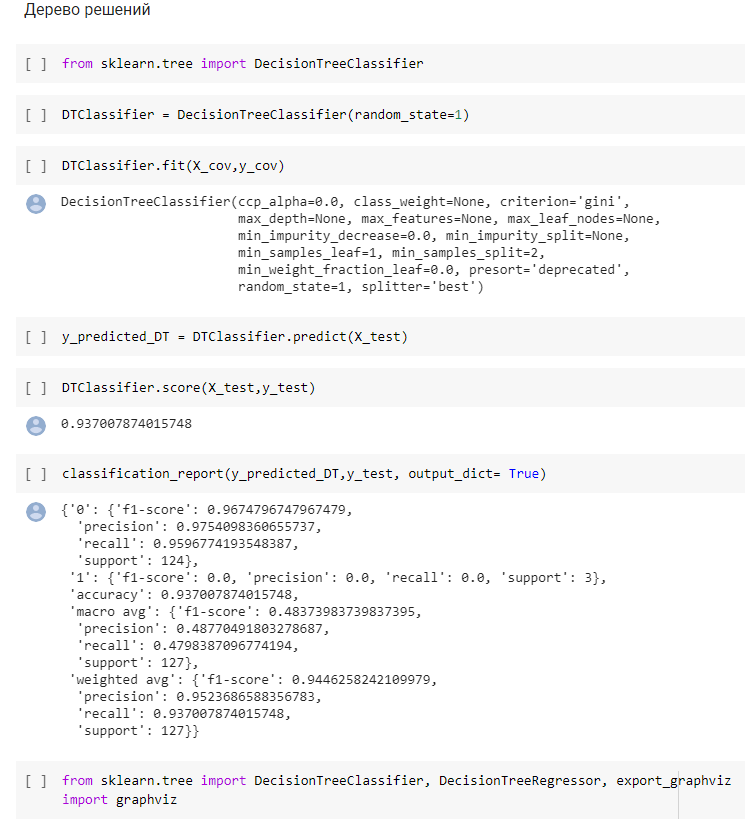 Дерево решений
[ ] from sklearn.tree import DecisionTreeClassifier
[ ] DTClassifier = DecisionTreeClassifier(random_state=1)
[ ] DTClassifier.fit(X_cov,y_cov)
DecisionTreeClassifier(ccp_alpha=0.0, class_weight=None, criterion='gini',
max_depth=None, max_features=None, max_leaf_nodes=None,
min_impurity_decrease=0.0, min_impurity_split=None,
min_samples_leaf=1, min_samples_split=2,
min_weight_fraction_leaf=0.0, presort='deprecated',
random_state=1, splitter='best')
[ ] y_predicted_DT = DTClassifier.predict(X_test)
[ ] DTClassifier.score(X_test,y_test)
0.937007874015748
[ ] classification_report(y_predicted_DT,y_test, output_dict= True)
{'0': {'f1-score': 0.9674796747967479,
'precision': 0.9754098360655737,
'recall': 0.9596774193548387,
'support': 124},
'1': {'f1-score': 0.0, 'precision': 0.0, 'recall': 0.0, 'support': 3},
'accuracy': 0.937007874015748,
'macro avg': {'f1-score': 0.48373983739837395,
'precision': 0.48770491803278687,
'recall': 0.4798387096774194,
'support': 127},
'weighted avg': {'f1-score': 0.9446258242109979,
'precision': 0.9523686588356783,
'recall': 0.937007874015748,
'support': 127}}
[ ] from sklearn.tree import DecisionTreeClassifier, DecisionTreeRegressor, export_graphviz
import graphviz